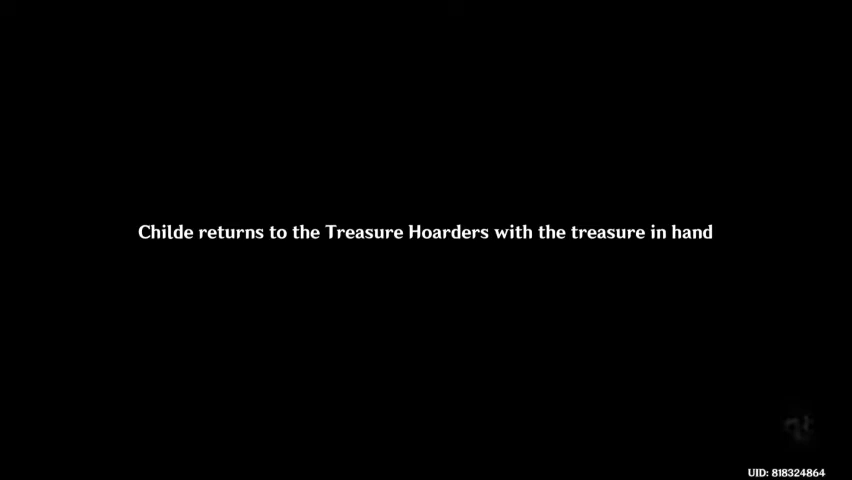 Childe returns to the Treasure Hoarders with the treasure in hand
UID: 818324864